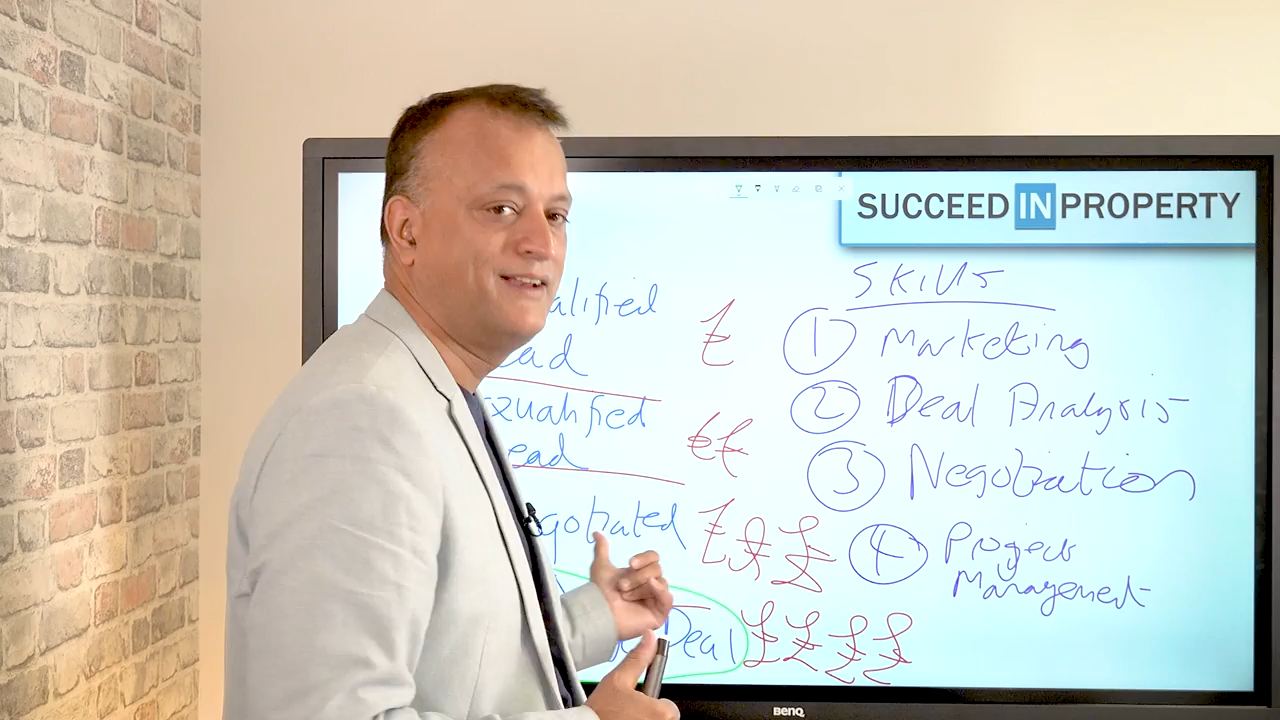 SUCCEED IN PROPERTY
alified
ead
£
qualified
ead
££
gotiated
£££
Deal
££££
Skills
1 Marketing
2 Deal Analysis
3 Negotiation
4 Project
Management
BenQ